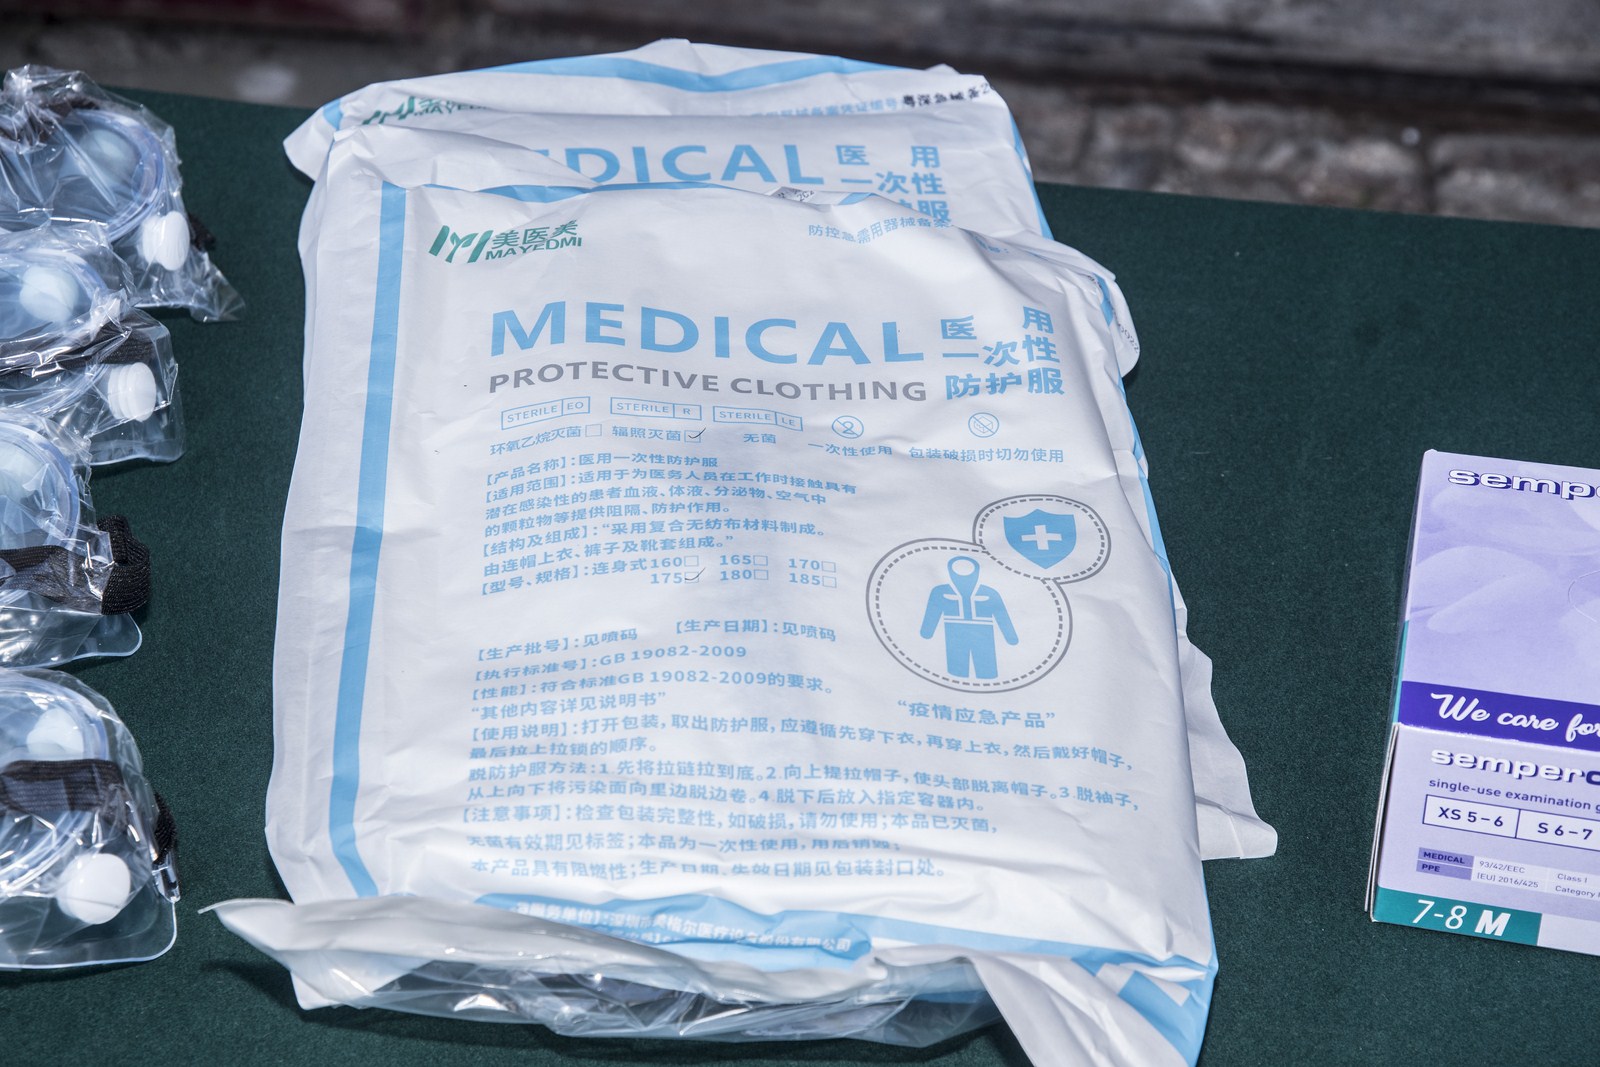 MEDICAL 医 用
一次性
美医美
MAYEDMI
防控急需用器械备案
MEDICAL 医 用
PROTECTIVE CLOTHING 一次性
防护服
STERILE EO STERILE R STERILE LE
环氧乙烷灭菌□ 辐照灭菌☑ 无菌 一次性使用 包装破损时切勿使用
【产品名称】:医用一次性防护服
【适用范围】:适用于为医务人员在工作时接触具有
潜在感染性的患者血液、体液、分泌物、空气中
的颗粒物等提供阻隔、防护作用。
【结构及组成】:“采用复合无纺布材料制成。
由连帽上衣、裤子及靴套组成。”
【型号、规格】:连身式160□ 165□ 170□
175☑ 180□ 185□
【生产批号】:见喷码 【生产日期】:见喷码
【执行标准号】:GB 19082-2009
【性能】:符合标准GB 19082-2009的要求。
“其他内容详见说明书”
“疫情应急产品”
【使用说明】:打开包装,取出防护服,应遵循先穿下衣,再穿上衣,然后戴好帽子,
最后拉上拉锁的顺序。
脱防护服方法:1.先将拉链拉到底。2.向上提拉帽子,使头部脱离帽子。3.脱袖子,
从上向下将污染面向里边脱边卷。4.脱下后放入指定容器内。
【注意事项】:检查包装完整性,如破损,请勿使用;本品已灭菌,
无菌有效期见标签;本品为一次性使用,用后销毁;
本产品具有阻燃性;生产日期、失效日期见包装封口处。
We care for
single-use examination
XS 5-6 S 6-7
MEDICAL 93/42/EEC Class I
PPE (EU) 2016/425 Category
7-8 M